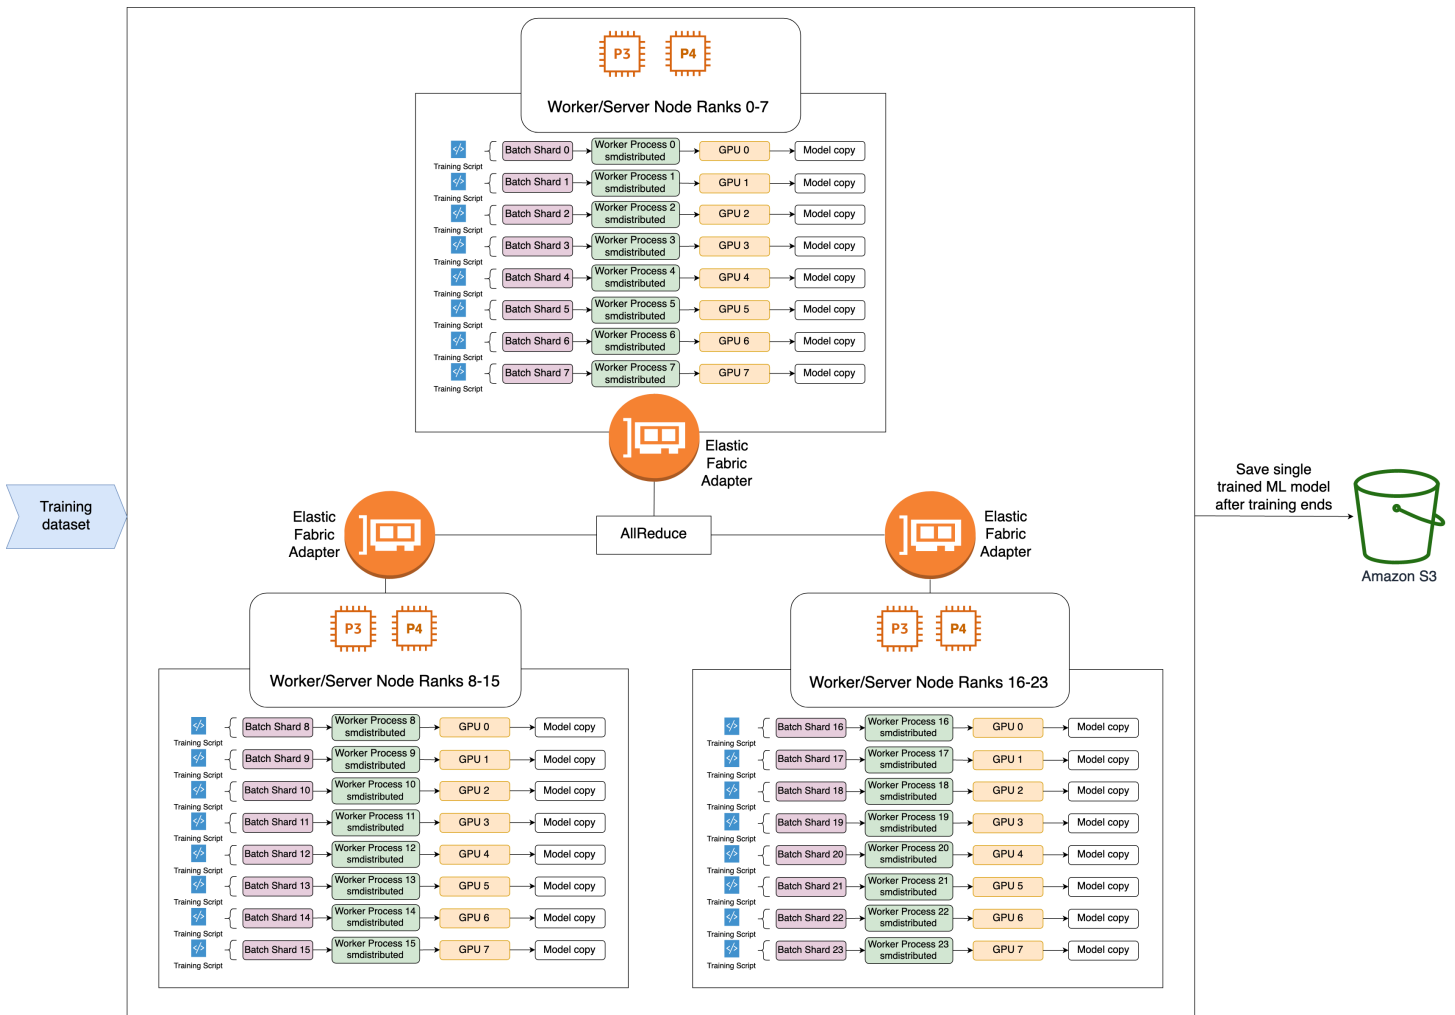 P3
P4
Worker/Server Node Ranks 0-7
Training Script
Batch Shard 0
Worker Process 0
smdistributed
GPU 0
Model copy
Training Script
Batch Shard 1
Worker Process 1
smdistributed
GPU 1
Model copy
Training Script
Batch Shard 2
Worker Process 2
smdistributed
GPU 2
Model copy
Training Script
Batch Shard 3
Worker Process 3
smdistributed
GPU 3
Model copy
Training Script
Batch Shard 4
Worker Process 4
smdistributed
GPU 4
Model copy
Training Script
Batch Shard 5
Worker Process 5
smdistributed
GPU 5
Model copy
Training Script
Batch Shard 6
Worker Process 6
smdistributed
GPU 6
Model copy
Training Script
Batch Shard 7
Worker Process 7
smdistributed
GPU 7
Model copy
Elastic
Fabric
Adapter
Training
dataset
Elastic
Fabric
Adapter
AllReduce
Elastic
Fabric
Adapter
Save single
trained ML model
after training ends
Amazon S3
P3
P4
Worker/Server Node Ranks 8-15
Training Script
Batch Shard 8
Worker Process 8
smdistributed
GPU 0
Model copy
Training Script
Batch Shard 9
Worker Process 9
smdistributed
GPU 1
Model copy
Training Script
Batch Shard 10
Worker Process 10
smdistributed
GPU 2
Model copy
Training Script
Batch Shard 11
Worker Process 11
smdistributed
GPU 3
Model copy
Training Script
Batch Shard 12
Worker Process 12
smdistributed
GPU 4
Model copy
Training Script
Batch Shard 13
Worker Process 13
smdistributed
GPU 5
Model copy
Training Script
Batch Shard 14
Worker Process 14
smdistributed
GPU 6
Model copy
Training Script
Batch Shard 15
Worker Process 15
smdistributed
GPU 7
Model copy
P3
P4
Worker/Server Node Ranks 16-23
Training Script
Batch Shard 16
Worker Process 16
smdistributed
GPU 0
Model copy
Training Script
Batch Shard 17
Worker Process 17
smdistributed
GPU 1
Model copy
Training Script
Batch Shard 18
Worker Process 18
smdistributed
GPU 2
Model copy
Training Script
Batch Shard 19
Worker Process 19
smdistributed
GPU 3
Model copy
Training Script
Batch Shard 20
Worker Process 20
smdistributed
GPU 4
Model copy
Training Script
Batch Shard 21
Worker Process 21
smdistributed
GPU 5
Model copy
Training Script
Batch Shard 22
Worker Process 22
smdistributed
GPU 6
Model copy
Training Script
Batch Shard 23
Worker Process 23
smdistributed
GPU 7
Model copy